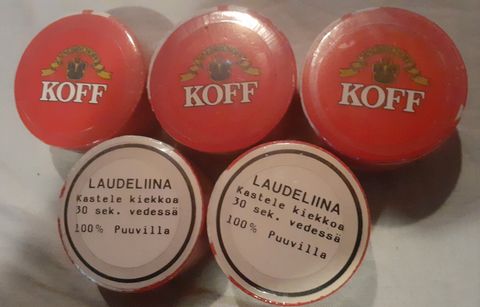 KOFF
KOFF
KOFF
LAUDELIINA
Kastele kiekkoa
30 sek. vedessä
100% Puuvilla
LAUDELIINA
Kastele kiekkoa
30 sek. vedessä
100% Puuvilla